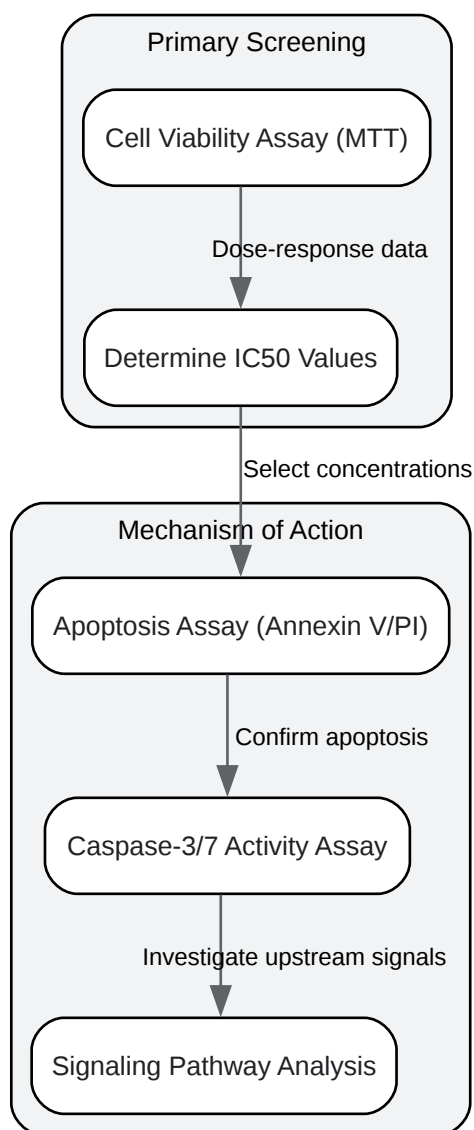 Primary Screening
Cell Viability Assay (MTT)
Dose-response data
Determine IC50 Values
Select concentrations
Mechanism of Action
Apoptosis Assay (Annexin V/PI)
Confirm apoptosis
Caspase-3/7 Activity Assay
Investigate upstream signals
Signaling Pathway Analysis